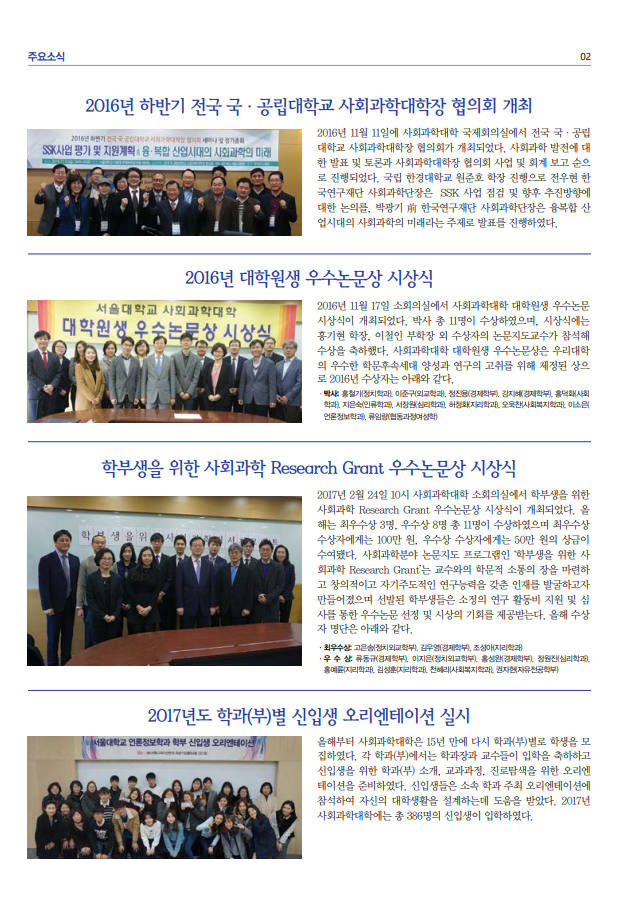 주요소식
02
2016년 하반기 전국 국 · 공립대학교 사회과학대학장 협의회 개최
2016년 하반기 전국·국·공립대학교 사회과학대학장 협의회 세미나 및 정기총회
SSK사업 평가 및 지원계획 & 융·복합 산업시대의 사회과학의 미래
2016년 11월 11일에 사회과학대학 국제회의실에서 전국 국 · 공립
대학교 사회과학대학장 협의회가 개최되었다. 사회과학 발전에 대
한 발표 및 토론과 사회과학대학장 협의회 사업 및 회계 보고 순으
로 진행되었다. 국립 한경대학교 원준호 학장 진행으로 전우현 한
국연구재단 사회과학단장은 SSK 사업 점검 및 향후 추진방향에
대한 논의를, 박광기 前 한국연구재단 사회과학단장은 융복합 산
업시대의 사회과학의 미래라는 주제로 발표를 진행하였다.
2016년 대학원생 우수논문상 시상식
서울대학교 사회과학대학
대학원생 우수논문상 시상식
2016년 11월 17일 소회의실에서 사회과학대학 대학원생 우수논문
시상식이 개최되었다. 박사 총 11명이 수상하였으며, 시상식에는
홍기현 학장, 이철인 부학장 외 수상자의 논문지도교수가 참석해
수상을 축하했다. 사회과학대학 대학원생 우수논문상은 우리대학
의 우수한 학문후속세대 양성과 연구의 고취를 위해 제정된 상으
로 2016년 수상자는 아래와 같다.
· 박사: 홍철기(정치학과), 이준구(외교학과), 정진웅(경제학부), 강지혜(경제학부), 홍덕화(사회
학과), 지은숙(인류학과), 서장원(심리학과), 허정화(지리학과), 오욱찬(사회복지학과), 이소은(
언론정보학과), 류임량(협동과정여성학)
학부생을 위한 사회과학 Research Grant 우수논문상 시상식
학부생을 위
2017년 2월 24일 10시 사회과학대학 소회의실에서 학부생을 위한
사회과학 Research Grant 우수논문상 시상식이 개최되었다. 올
해는 최우수상 3명, 우수상 8명 총 11명이 수상하였으며 최우수상
수상자에게는 100만 원, 우수상 수상자에게는 50만 원의 상금이
수여됐다. 사회과학분야 논문지도 프로그램인 '학부생을 위한 사
회과학 Research Grant'는 교수와의 학문적 소통의 장을 마련하
고 창의적이고 자기주도적인 연구능력을 갖춘 인재를 발굴하고자
만들어졌으며 선발된 학부생들은 소정의 연구 활동비 지원 및 심
사를 통한 우수논문 선정 및 시상의 기회를 제공받는다. 올해 수상
자 명단은 아래와 같다.
· 최우수상: 고은송(정치외교학부), 김우영(경제학부), 조성아(지리학과)
· 우 수 상: 류동규(경제학부), 이지은(정치외교학부), 홍성완(경제학부), 장원진(심리학과),
홍예륜(지리학과), 김성훈(지리학과), 천혜리(사회복지학과), 권자현(자유전공학부)
2017년도 학과(부)별 신입생 오리엔테이션 실시
서울대학교 언론정보학과 학부 신입생 오리엔테이션
올해부터 사회과학대학은 15년 만에 다시 학과(부)별로 학생을 모
집하였다. 각 학과(부)에서는 학과장과 교수들이 입학을 축하하고
신입생을 위한 학과(부) 소개, 교과과정, 진로탐색을 위한 오리엔
테이션을 준비하였다. 신입생들은 소속 학과 주최 오리엔테이션에
참석하여 자신의 대학생활을 설계하는데 도움을 받았다. 2017년
사회과학대학에는 총 386명의 신입생이 입학하였다.